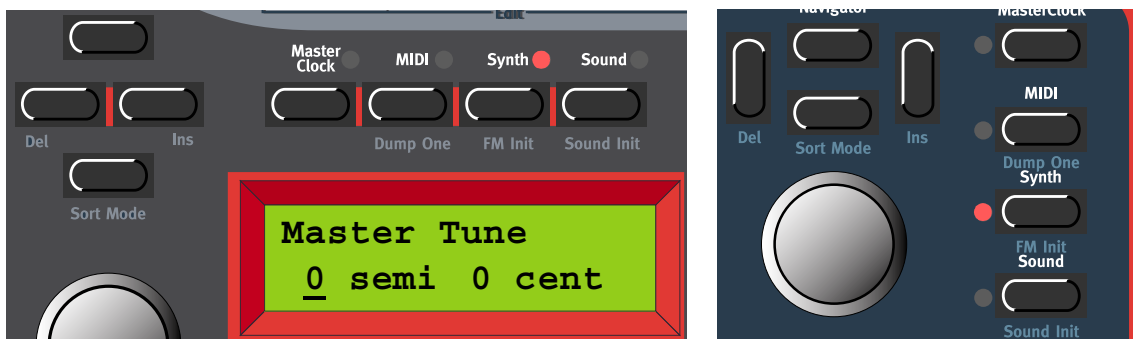 Edit
Master
Clock
MIDI
Synth
Sound
Del
Ins
Dump One
FM Init
Sound Init
Sort Mode
Master Tune
0 semi 0 cent
Navigator
MasterClock
MIDI
Del
Sort Mode
Ins
Dump One
Synth
FM Init
Sound
Sound Init